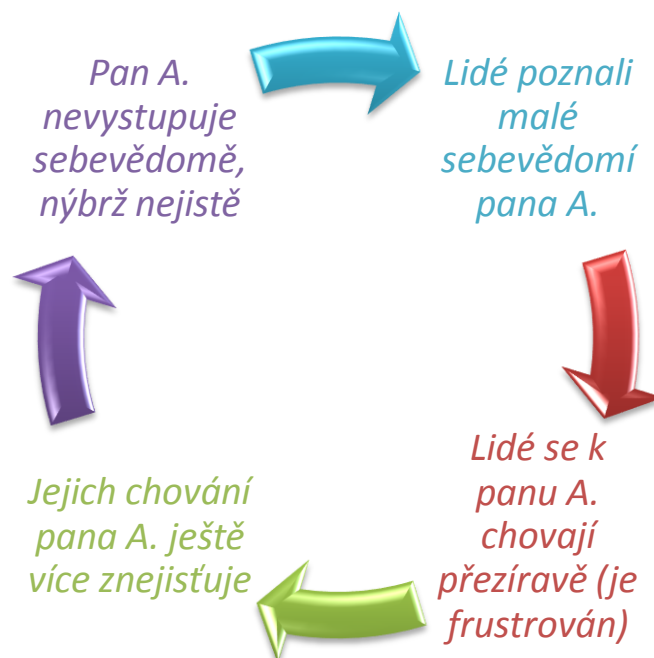 Pan A.
nevystupuje
sebevědomě,
nýbrž nejistě
Lidé poznali
malé
sebevědomí
pana A.
Lidé se k
panu A.
chovají
přezíravě (je
frustrován)
Jejich chování
pana A. ještě
více znejisťuje